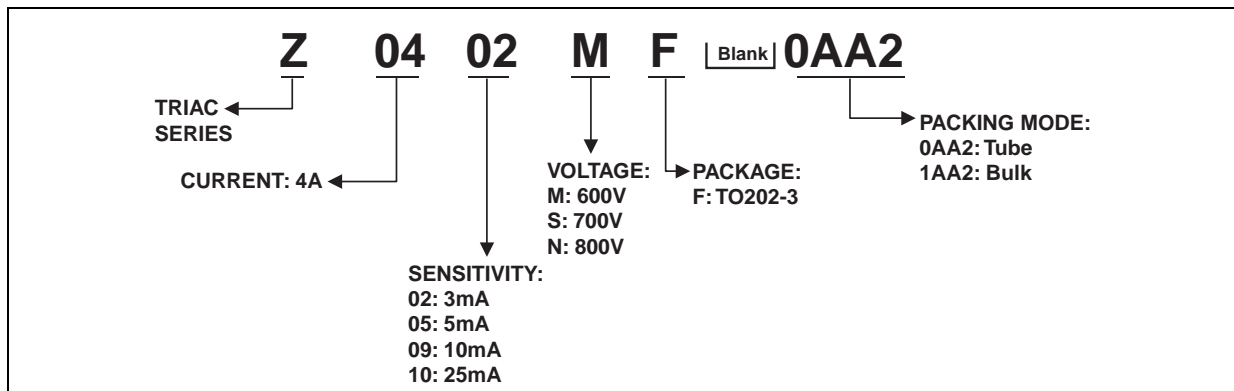 Z 04 02 M F Blank 0AA2
TRIAC
SERIES
CURRENT: 4A
SENSITIVITY:
02: 3mA
05: 5mA
09: 10mA
10: 25mA
VOLTAGE:
M: 600V
S: 700V
N: 800V
PACKAGE:
F: TO202-3
PACKING MODE:
0AA2: Tube
1AA2: Bulk